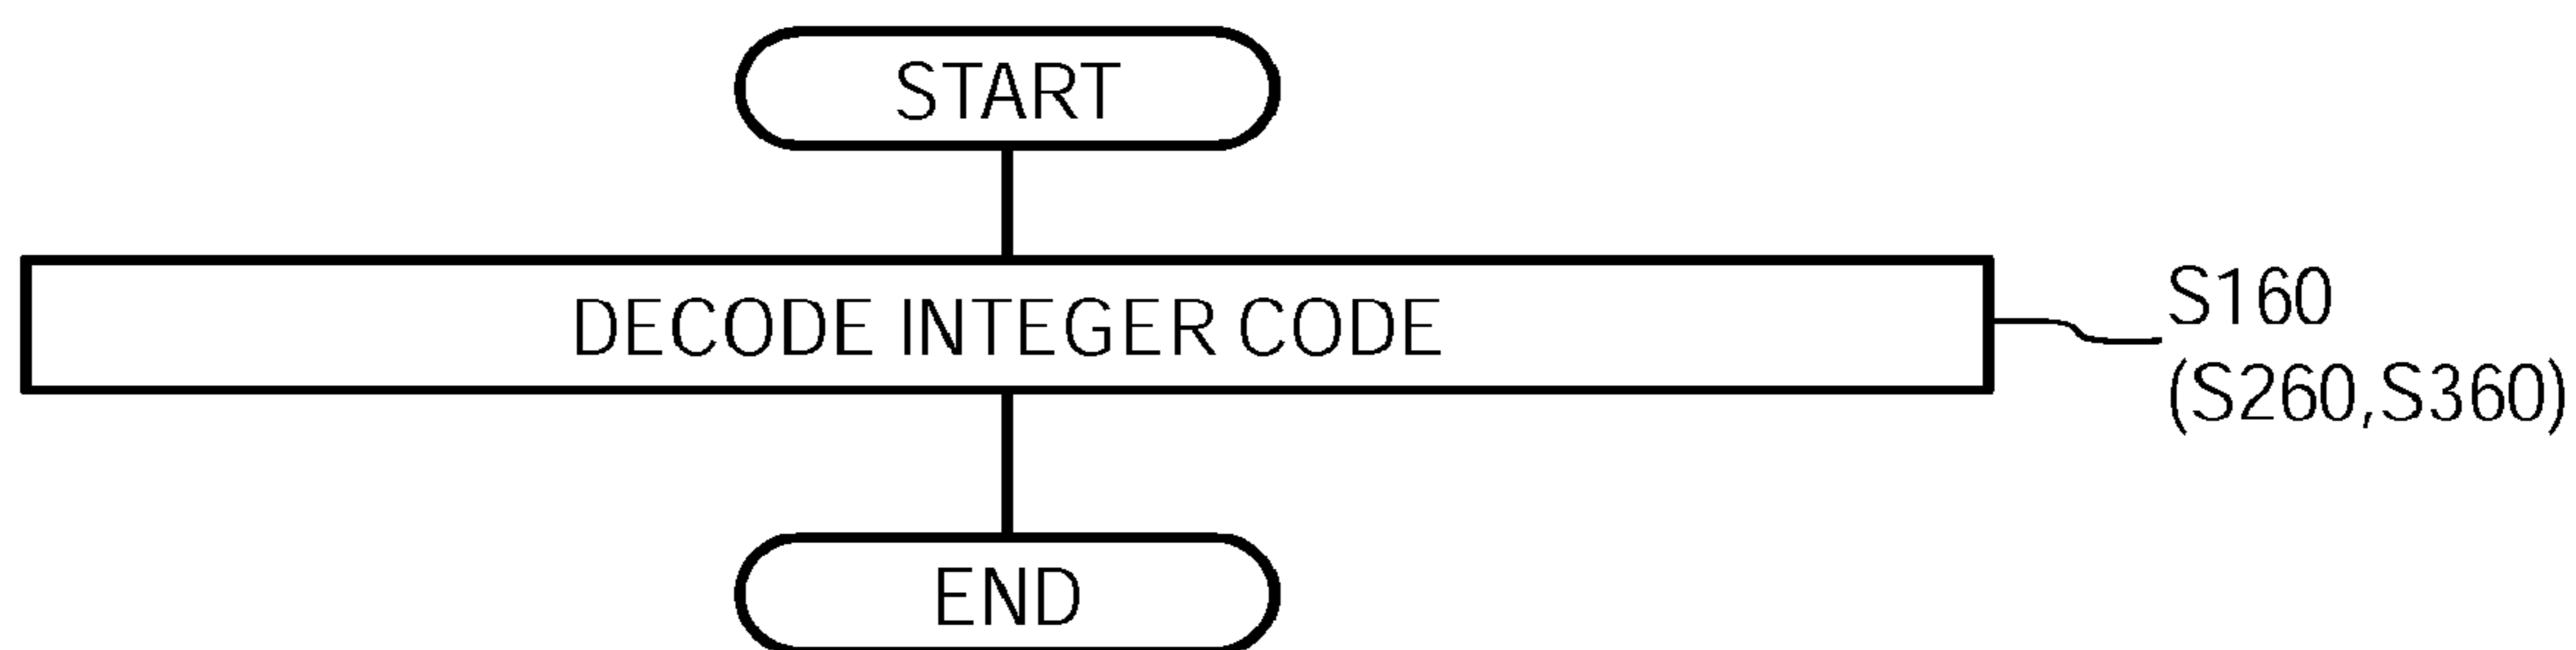 START
DECODE INTEGER CODE
S160
(S260,S360)
END